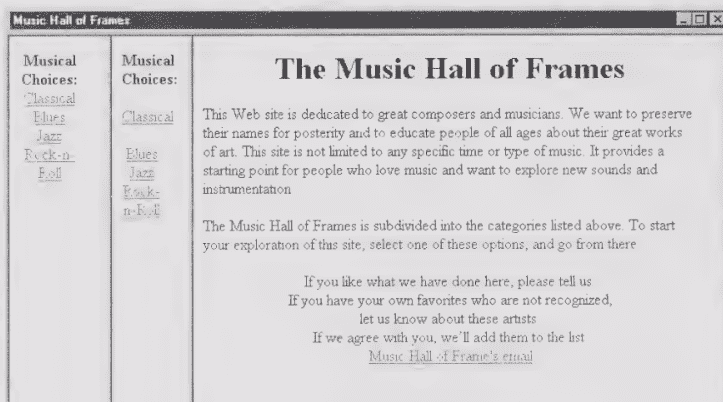 Music Hall of Frames
Musical
Choices:
Classical
Blues
Jazz
Rock-n-
Roll
Musical
Choices:
Classical
Blues
Jazz
Rock-
n-Roll
The Music Hall of Frames
This Web site is dedicated to great composers and musicians. We want to preserve
their names for posterity and to educate people of all ages about their great works
of art. This site is not limited to any specific time or type of music. It provides a
starting point for people who love music and want to explore new sounds and
instrumentation
The Music Hall of Frames is subdivided into the categories listed above. To start
your exploration of this site, select one of these options, and go from there
If you like what we have done here, please tell us
If you have your own favorites who are not recognized,
let us know about these artists
If we agree with you, we'll add them to the list
Music Hall of Frame's email